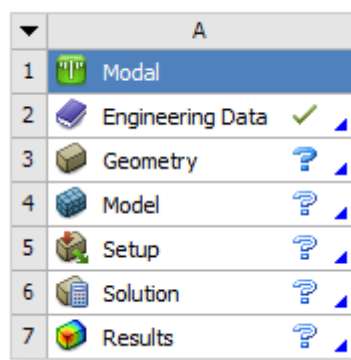 A
1 Modal
2 Engineering Data
3 Geometry
4 Model
5 Setup
6 Solution
7 Results